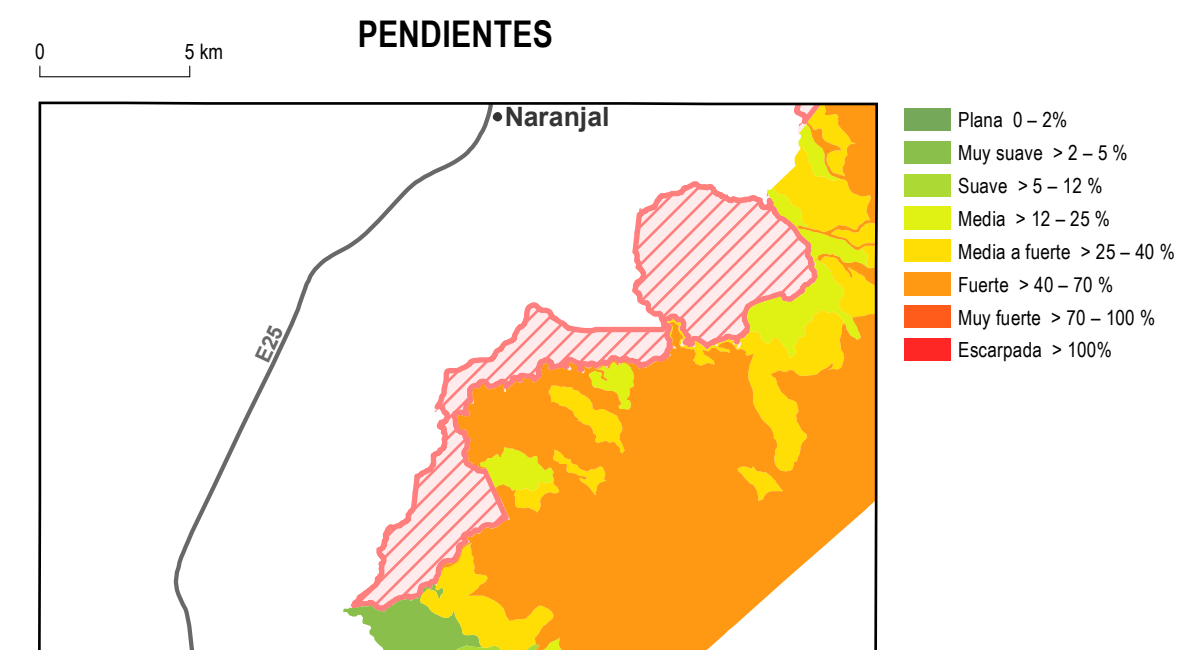 PENDIENTES
0 5 km
Naranjal
E25
Plana 0 – 2%
Muy suave > 2 – 5 %
Suave > 5 – 12 %
Media > 12 – 25 %
Media a fuerte > 25 – 40 %
Fuerte > 40 – 70 %
Muy fuerte > 70 – 100 %
Escarpada > 100%